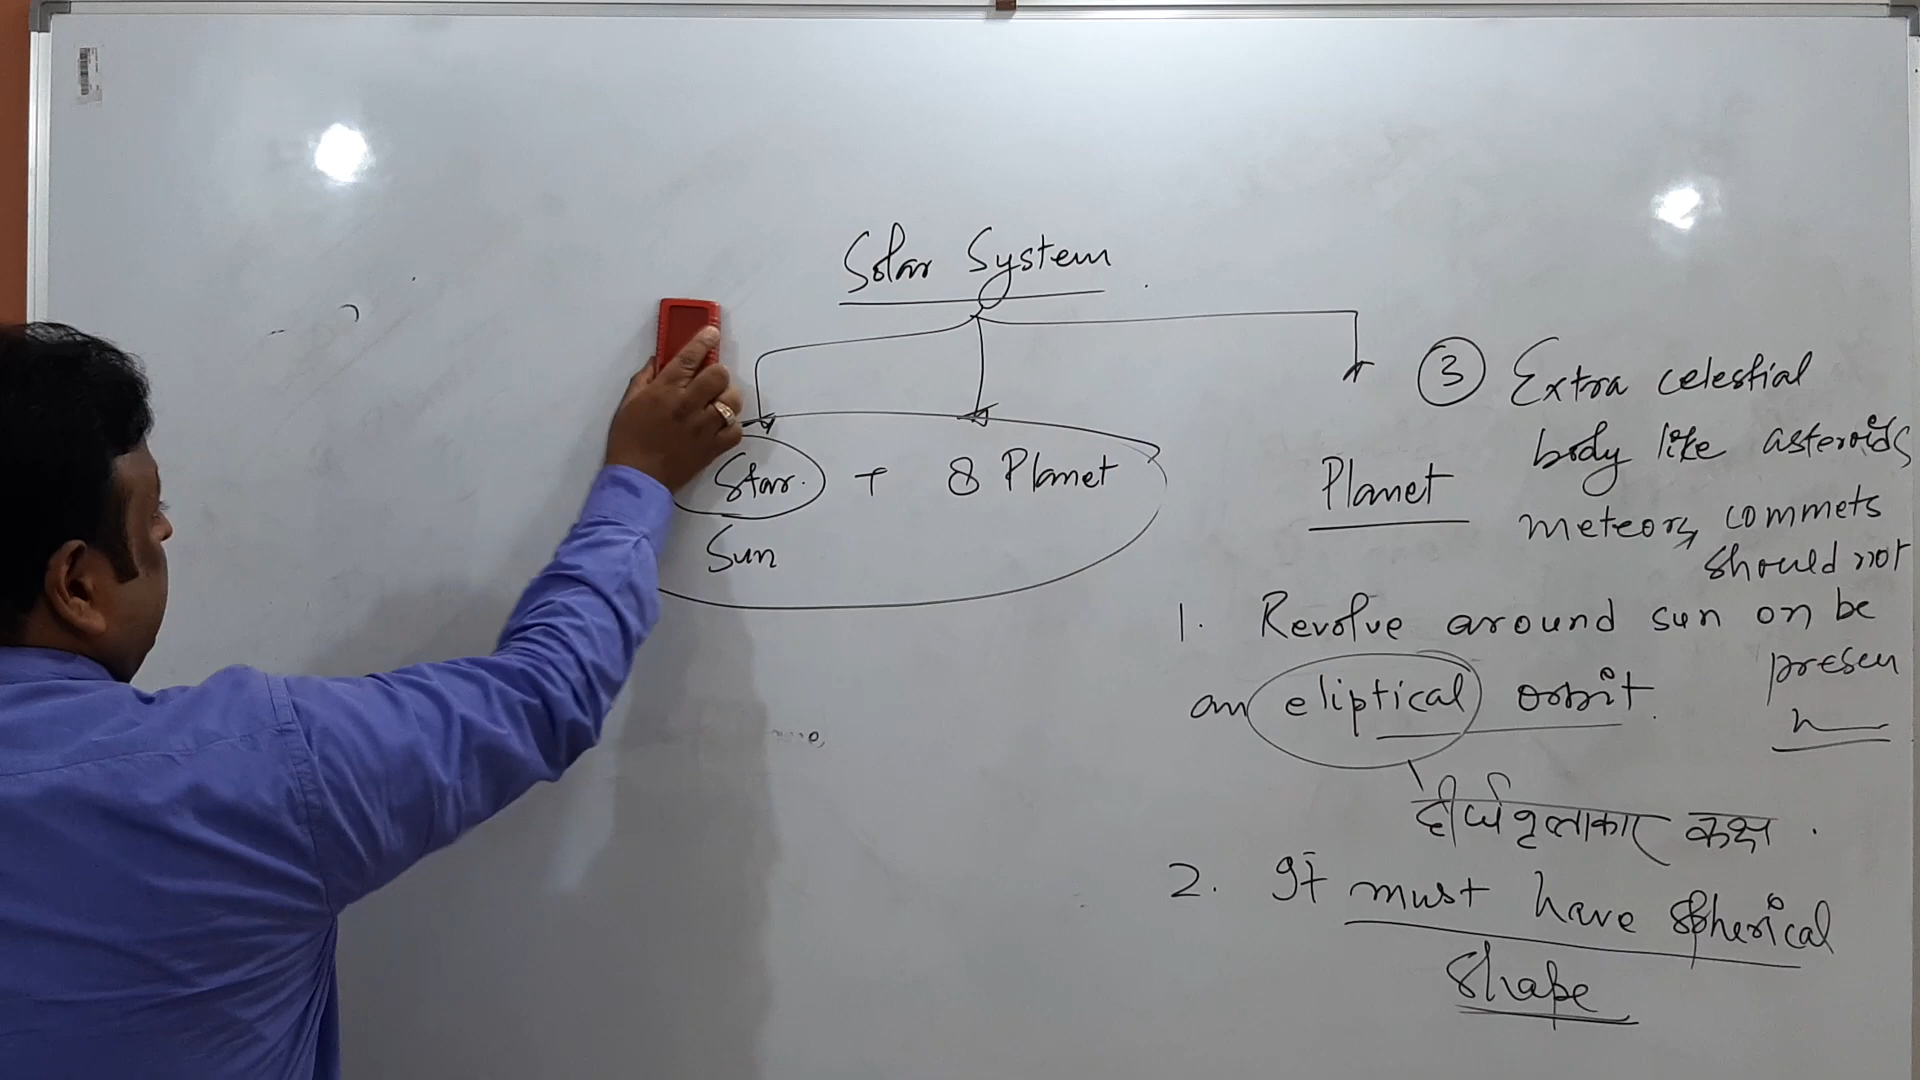 Solar System
Star. + 8 Planet
Sun
3 Extra celestial
body like asteroids
meteors, commets
should not
be
presen
Planet
1. Revolve around sun on
an eliptical orbit.
दीर्घवृत्ताकार कक्ष .
2. It must have spherical
shape